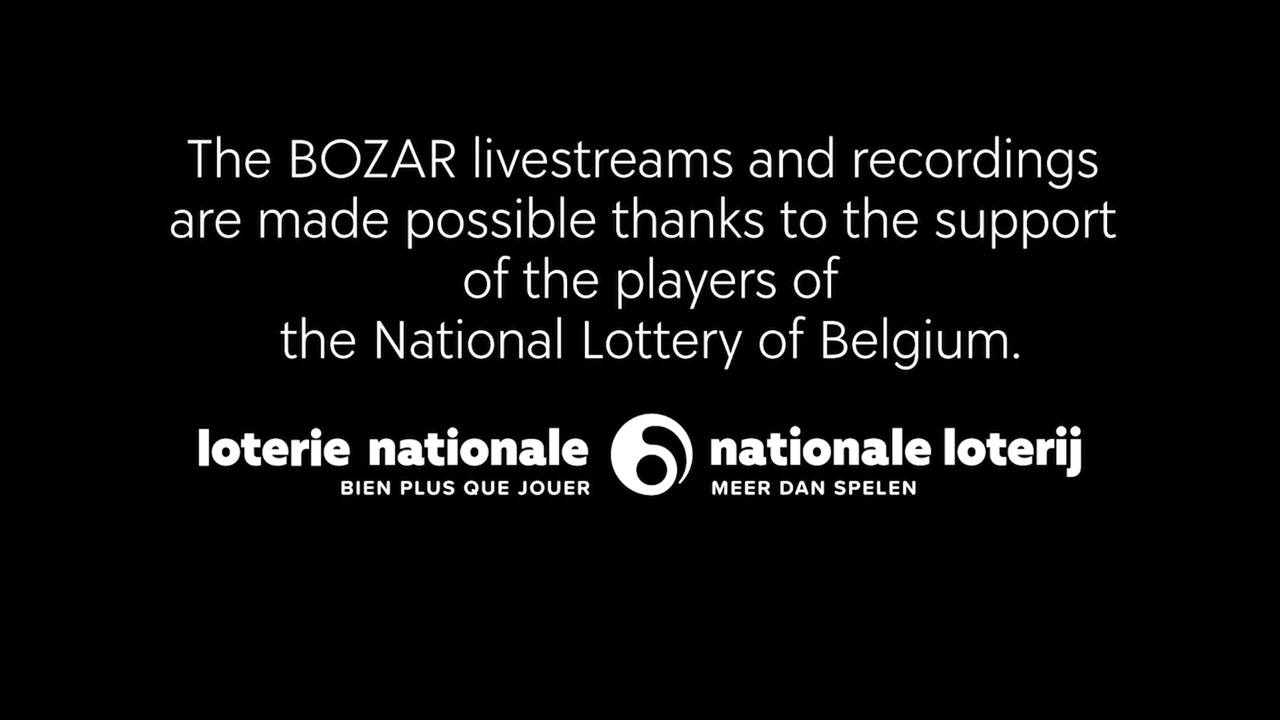 The BOZAR livestreams and recordings
are made possible thanks to the support
of the players of
the National Lottery of Belgium.
loterie nationale nationale loterij
BIEN PLUS QUE JOUER MEER DAN SPELEN